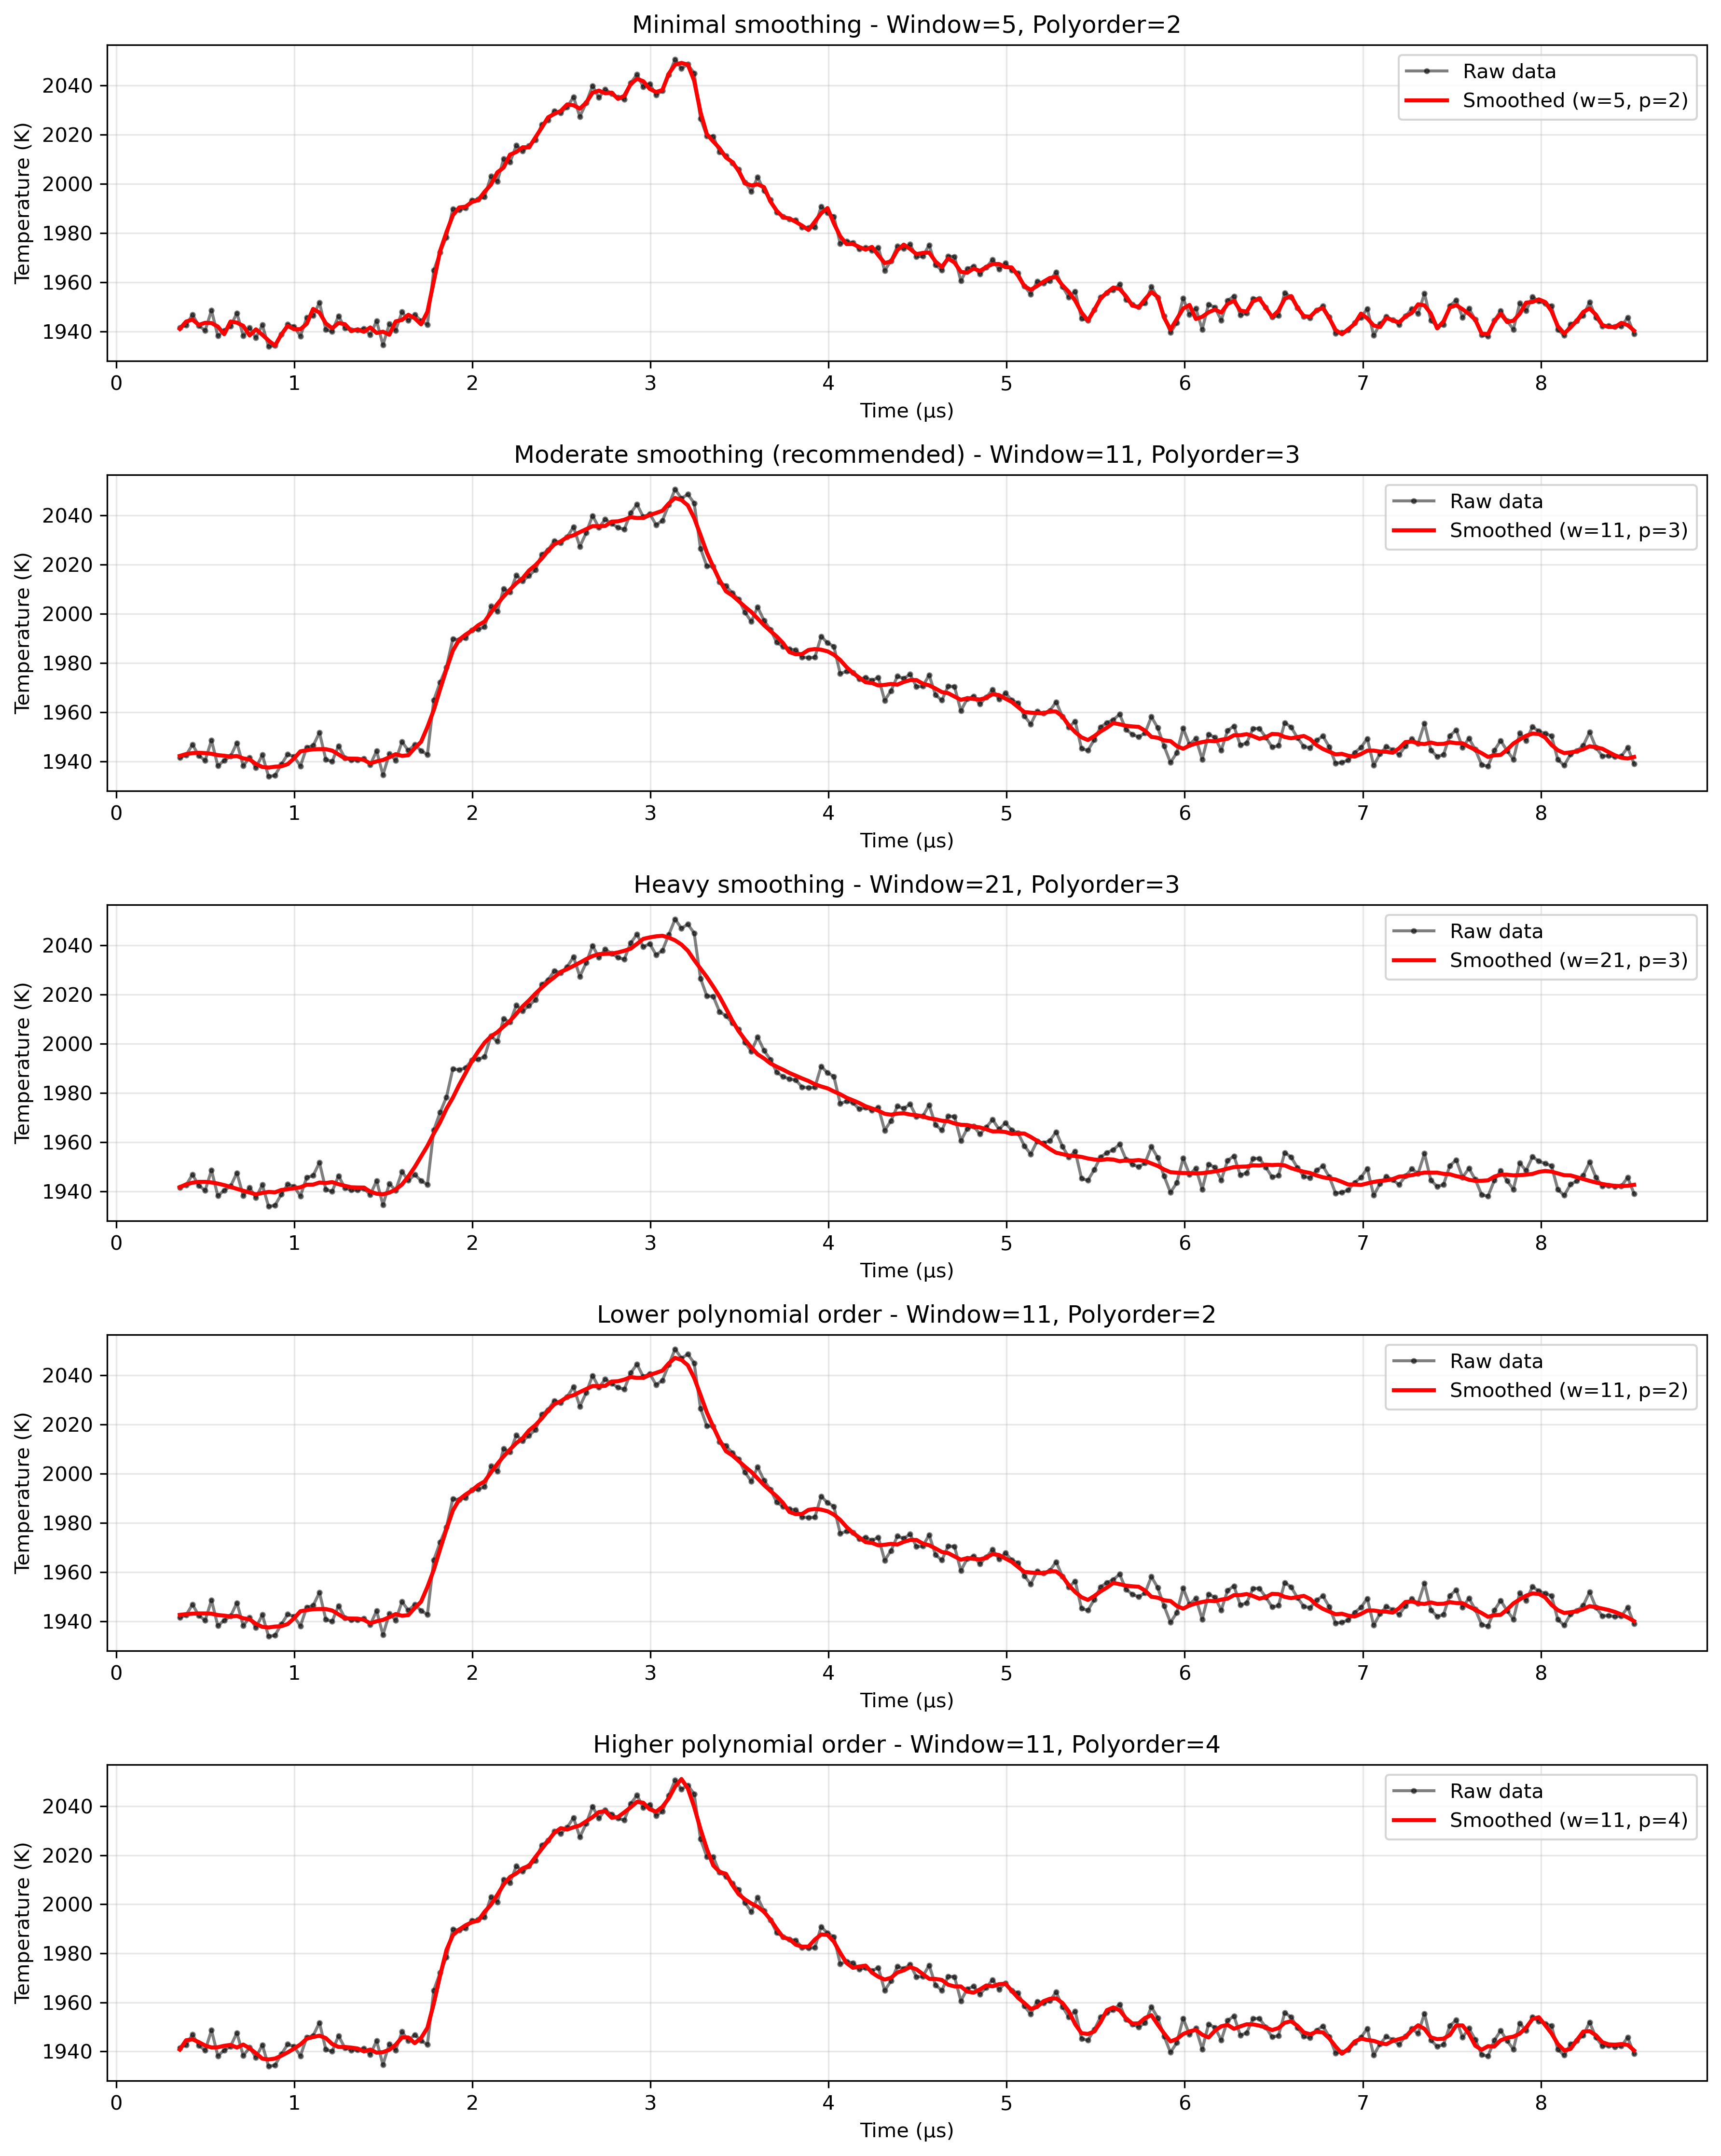 Minimal smoothing - Window=5, Polyorder=2
Temperature (K)
2040
2020
2000
1980
1960
1940
Raw data
Smoothed (w=5, p=2)
0 1 2 3 4 5 6 7 8
Time (μs)
Moderate smoothing (recommended) - Window=11, Polyorder=3
Temperature (K)
2040
2020
2000
1980
1960
1940
Raw data
Smoothed (w=11, p=3)
0 1 2 3 4 5 6 7 8
Time (μs)
Heavy smoothing - Window=21, Polyorder=3
Temperature (K)
2040
2020
2000
1980
1960
1940
Raw data
Smoothed (w=21, p=3)
0 1 2 3 4 5 6 7 8
Time (μs)
Lower polynomial order - Window=11, Polyorder=2
Temperature (K)
2040
2020
2000
1980
1960
1940
Raw data
Smoothed (w=11, p=2)
0 1 2 3 4 5 6 7 8
Time (μs)
Higher polynomial order - Window=11, Polyorder=4
Temperature (K)
2040
2020
2000
1980
1960
1940
Raw data
Smoothed (w=11, p=4)
0 1 2 3 4 5 6 7 8
Time (μs)